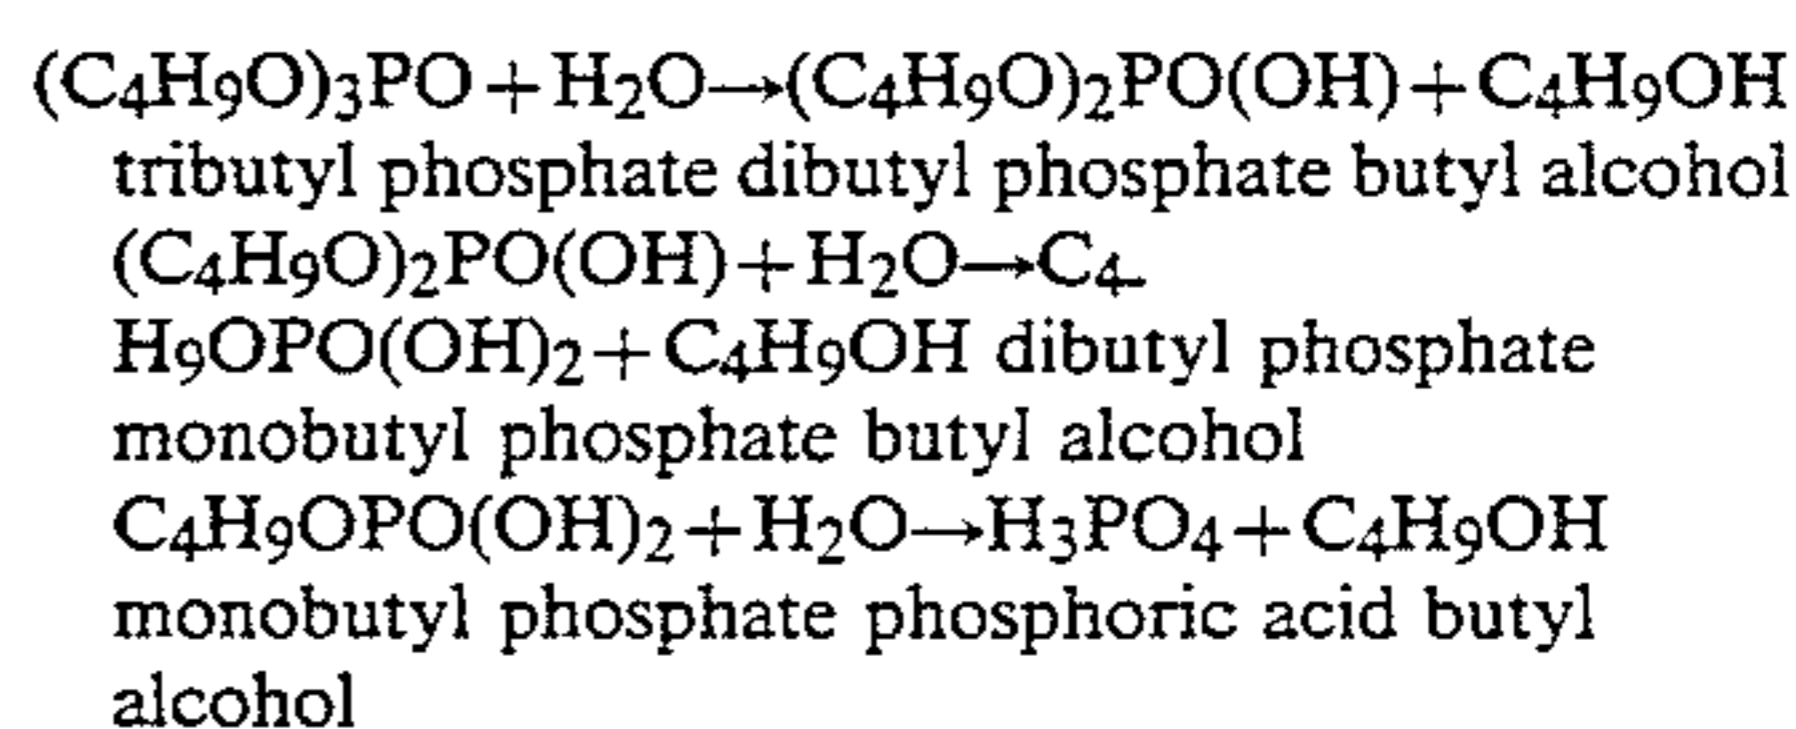 (C4H9O)3PO+H2O→(C4H9O)2PO(OH)+C4H9OH
tributyl phosphate dibutyl phosphate butyl alcohol
(C4H9O)2PO(OH)+H2O→C4-
H9OPO(OH)2+C4H9OH dibutyl phosphate
monobutyl phosphate butyl alcohol
C4H9OPO(OH)2+H2O→H3PO4+C4H9OH
monobutyl phosphate phosphoric acid butyl
alcohol